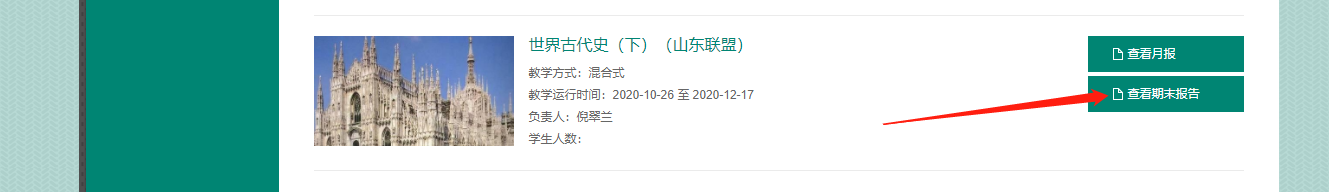 世界古代史（下）（山东联盟）
教学方式：混合式
教学运行时间：2020-10-26 至 2020-12-17
负责人：倪翠兰
学生人数：
查看月报
查看期末报告